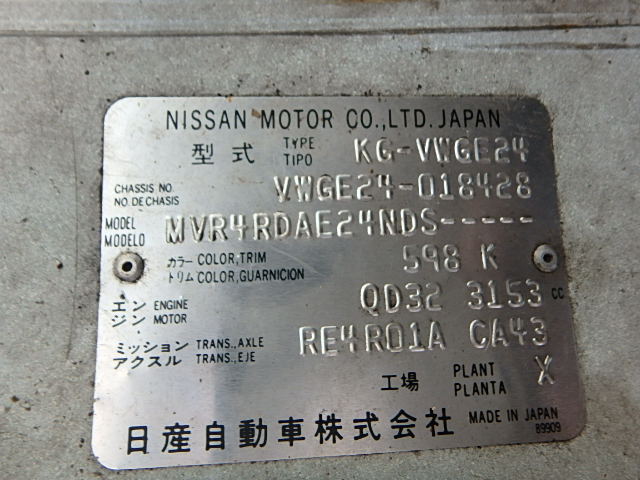 NISSAN MOTOR CO.,LTD. JAPAN
型式 TYPE TIPO KG-VWGE24
CHASSIS NO. NO. DE CHASIS VWGE24-018428
MODEL MODELO MVR4RDAE24NDS-----
カラー COLOR,TRIM
トリム COLOR,GUARNICION 598 K
エンジン ENGINE MOTOR QD32 3153 cc
ミッション TRANS.,AXLE
アクスル TRANS.,EJE RE4R01A CA43
工場 PLANT PLANTA X
日産自動車株式会社 MADE IN JAPAN
89909